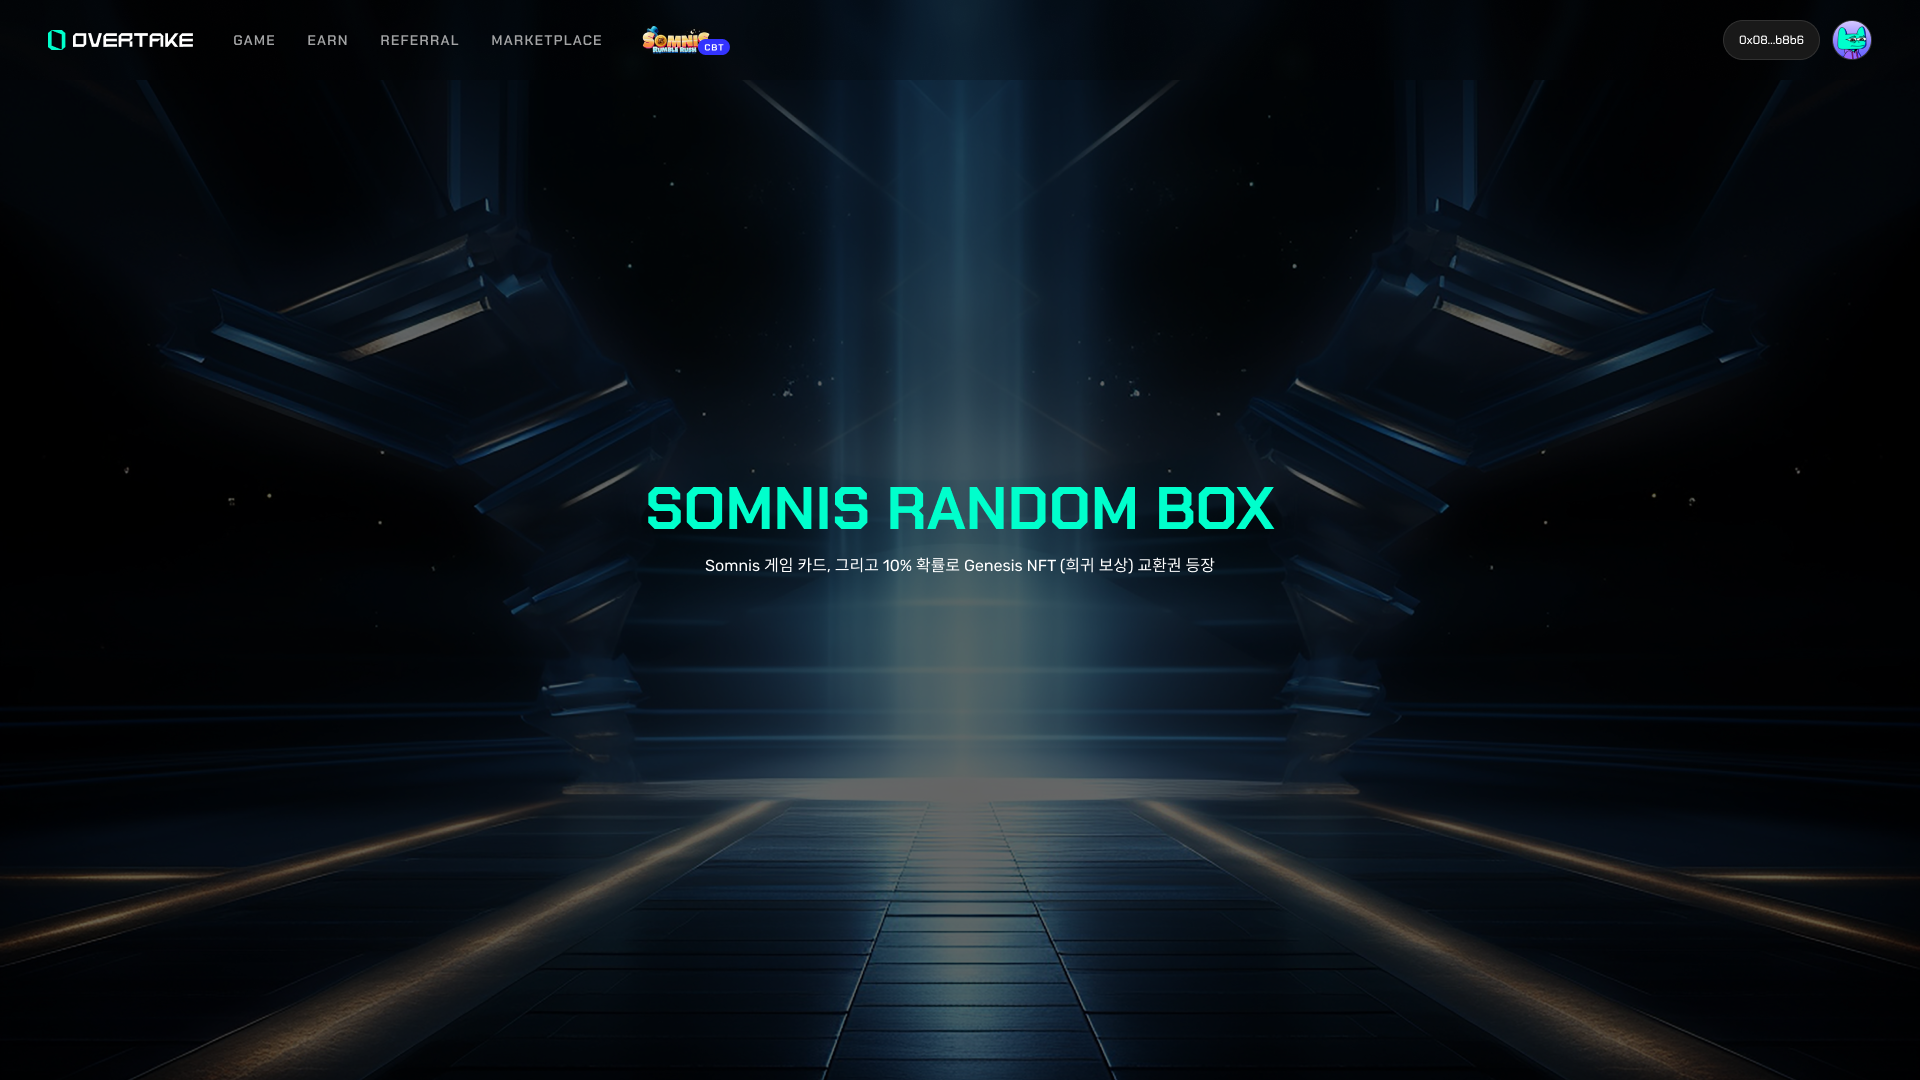 OVERTAKE
GAME
EARN
REFERRAL
MARKETPLACE
SOMNIS
RUMBLE RUSH
CBT
0x08...b8b6
SOMNIS RANDOM BOX
Somnis 게임 카드, 그리고 10% 확률로 Genesis NFT (희귀 보상) 교환권 등장